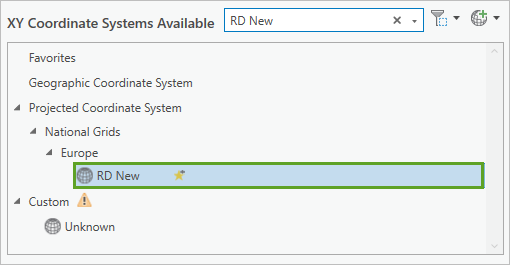 XY Coordinate Systems Available RD New
Favorites
Geographic Coordinate System
Projected Coordinate System
National Grids
Europe
RD New
Custom
Unknown